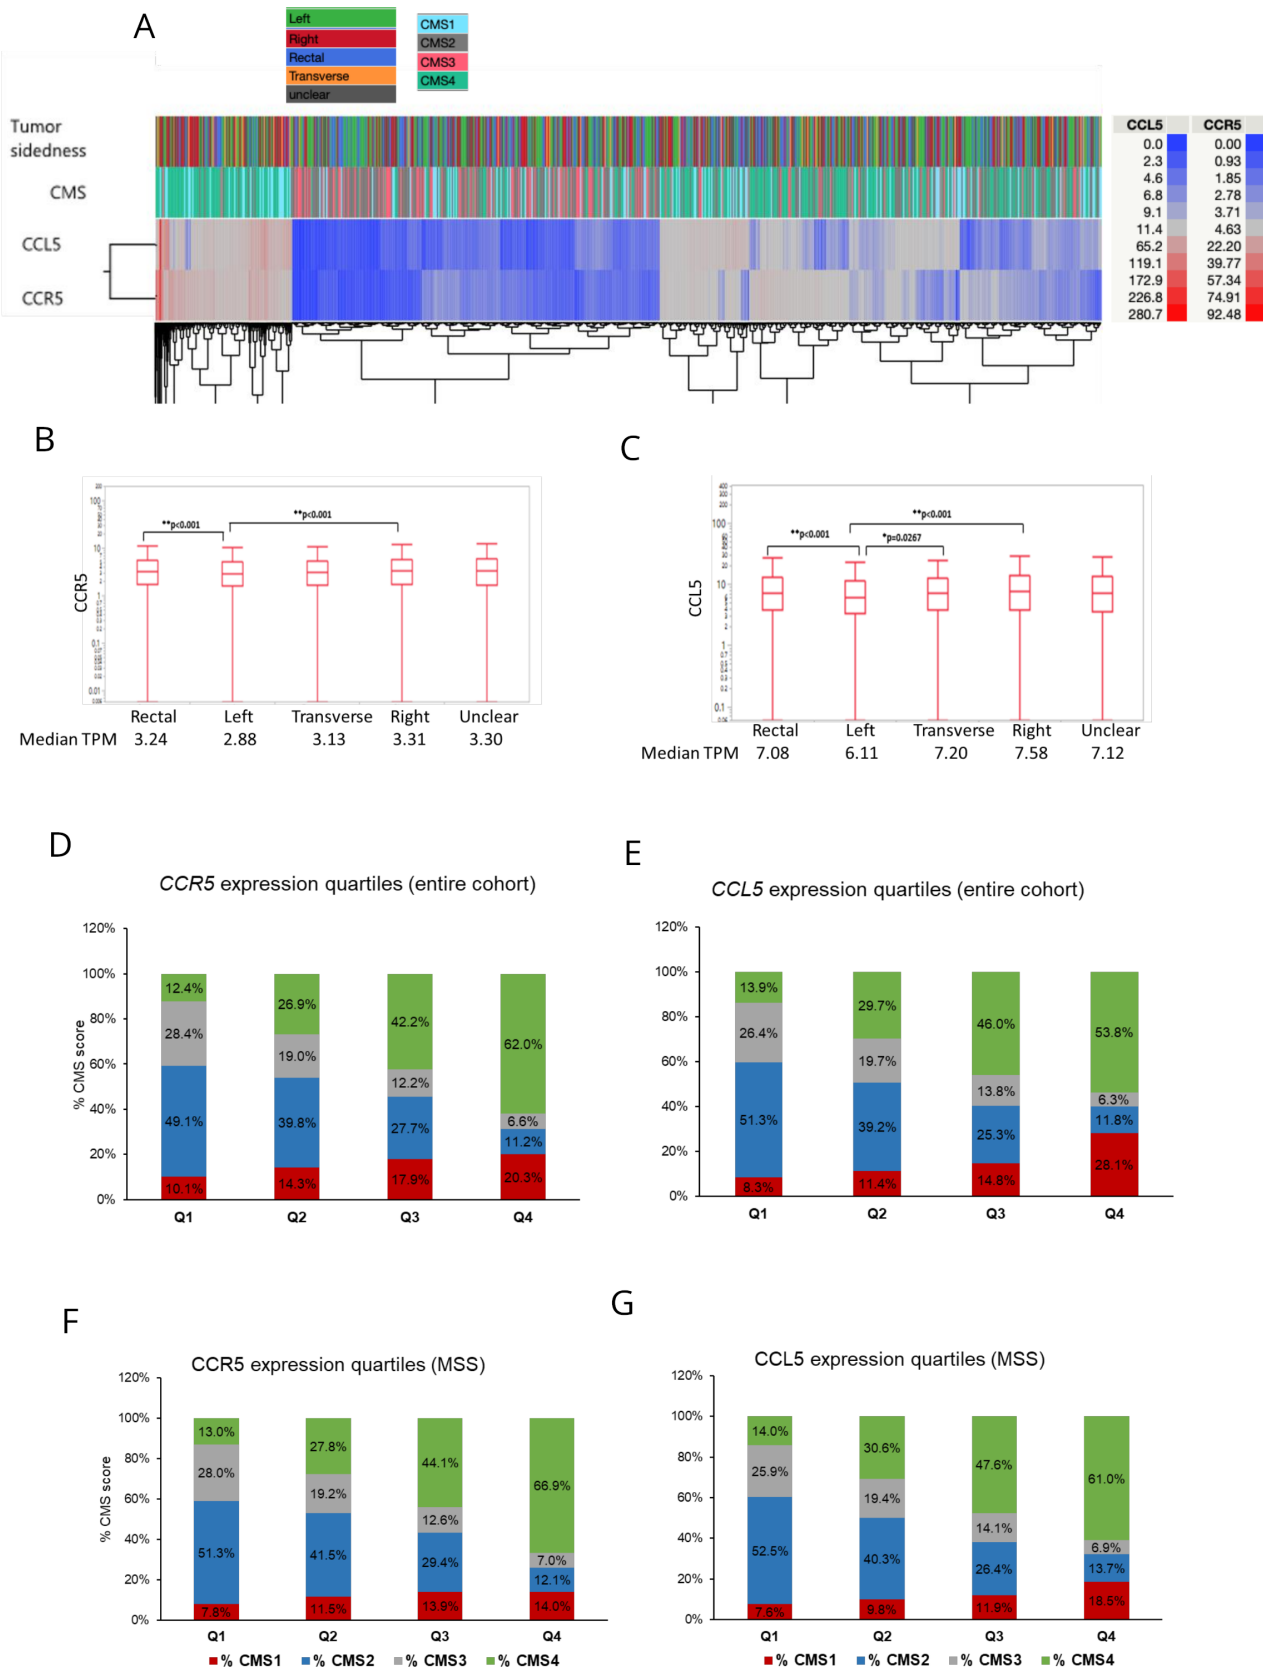 A
Left
Right
Rectal
Transverse
unclear
CMS1
CMS2
CMS3
CMS4
Tumor
sidedness
CMS
CCL5
CCR5
CCL5 CCR5
0.0 0.00
2.3 0.93
4.6 1.85
6.8 2.78
9.1 3.71
11.4 4.63
65.2 22.20
119.1 39.77
172.9 57.34
226.8 74.91
280.7 92.48
B
CCR5
100
10
1
0.1
0.01
**p<0.001
**p<0.001
Rectal Left Transverse Right Unclear
Median TPM 3.24 2.88 3.13 3.31 3.30
C
CCL5
100
10
1
0.1
**p<0.001
**p<0.001
*p=0.0267
Rectal Left Transverse Right Unclear
Median TPM 7.08 6.11 7.20 7.58 7.12
D
CCR5 expression quartiles (entire cohort)
% CMS score
120%
100%
80%
60%
40%
20%
0%
12.4% 26.9% 42.2% 62.0%
28.4% 19.0% 12.2% 6.6%
49.1% 39.8% 27.7% 11.2%
10.1% 14.3% 17.9% 20.3%
Q1 Q2 Q3 Q4
E
CCL5 expression quartiles (entire cohort)
120%
100%
80%
60%
40%
20%
0%
13.9% 29.7% 46.0% 53.8%
26.4% 19.7% 13.8% 6.3%
51.3% 39.2% 25.3% 11.8%
8.3% 11.4% 14.8% 28.1%
Q1 Q2 Q3 Q4
F
CCR5 expression quartiles (MSS)
% CMS score
120%
100%
80%
60%
40%
20%
0%
13.0% 27.8% 44.1% 66.9%
28.0% 19.2% 12.6% 7.0%
51.3% 41.5% 29.4% 12.1%
7.8% 11.5% 13.9% 14.0%
Q1 Q2 Q3 Q4
% CMS1 % CMS2 % CMS3 % CMS4
G
CCL5 expression quartiles (MSS)
120%
100%
80%
60%
40%
20%
0%
14.0% 30.6% 47.6% 61.0%
25.9% 19.4% 14.1% 6.9%
52.5% 40.3% 26.4% 13.7%
7.6% 9.8% 11.9% 18.5%
Q1 Q2 Q3 Q4
% CMS1 % CMS2 % CMS3 % CMS4